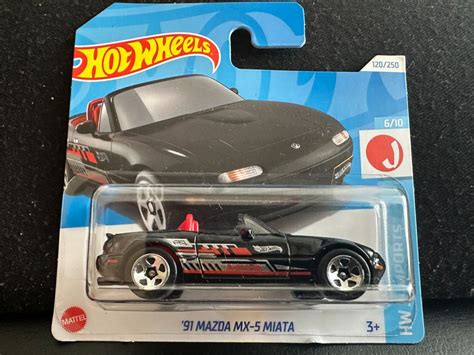 HOT WHEELS
120/250
6/10
J
HW J-IMPORTS
MATTEL
'91 MAZDA MX-5 MIATA
3+